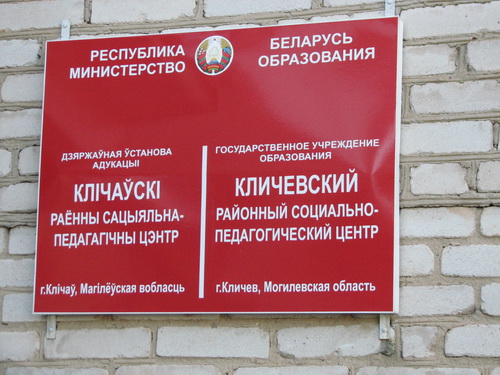 РЕСПУБЛИКА БЕЛАРУСЬ
МИНИСТЕРСТВО ОБРАЗОВАНИЯ
ДЗЯРЖАЎНАЯ ЎСТАНОВА
АДУКАЦЫІ
КЛІЧАЎСКІ
РАЁННЫ САЦЫЯЛЬНА-
ПЕДАГАГІЧНЫ ЦЭНТР
г.Клічаў, Магілёўская вобласць
ГОСУДАРСТВЕННОЕ УЧРЕЖДЕНИЕ
ОБРАЗОВАНИЯ
КЛИЧЕВСКИЙ
РАЙОННЫЙ СОЦИАЛЬНО-
ПЕДАГОГИЧЕСКИЙ ЦЕНТР
г.Кличев, Могилевская область